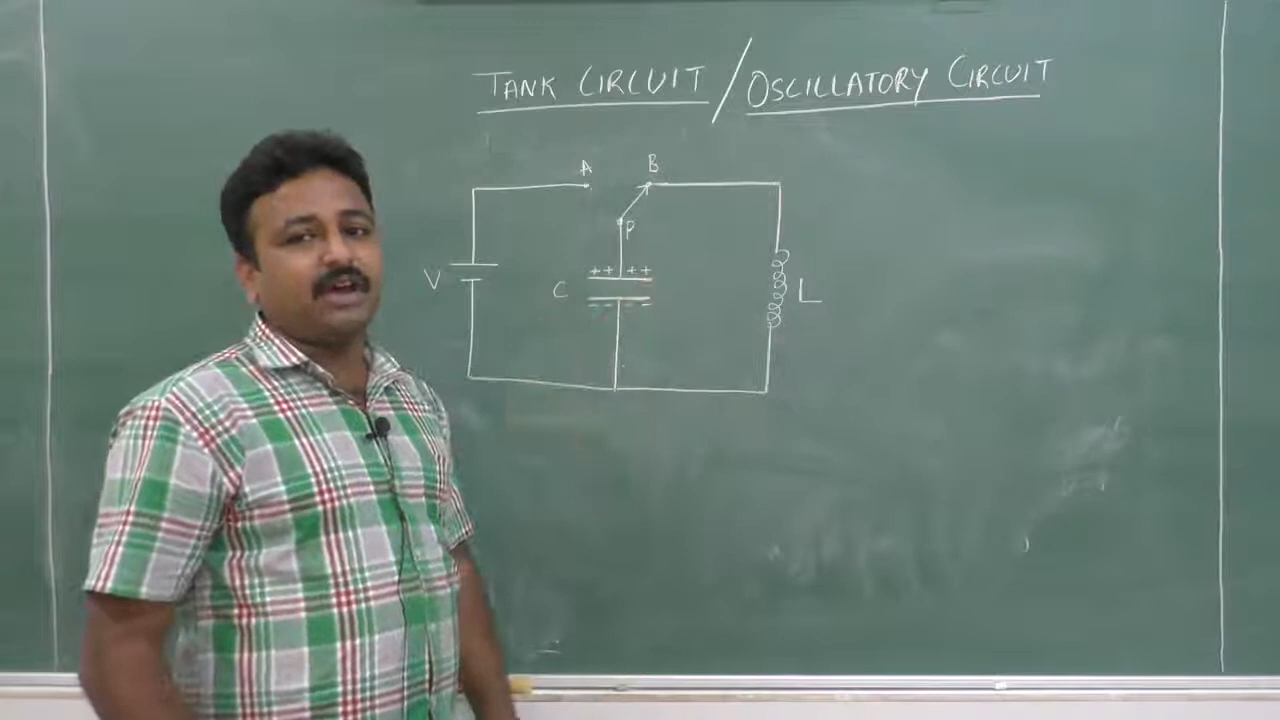 TANK CIRCUIT / OSCILLATORY CIRCUIT
A B
P
V
++ ++
C
L